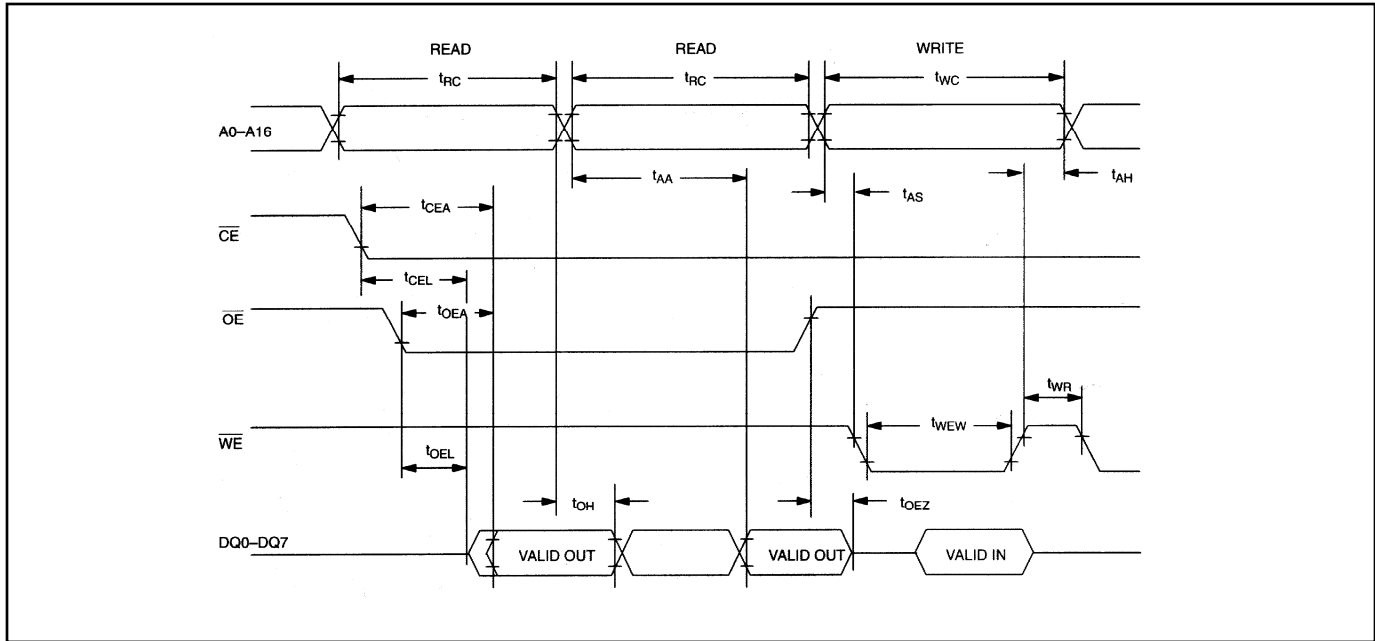 READ READ WRITE
tRC tRC tWC
A0–A16
tAA tAS tAH
tCEA
CE
tCEL
OE tOEA
tWR
WE tWEW
tOEL
tOH tOEZ
DQ0–DQ7 VALID OUT VALID OUT VALID IN